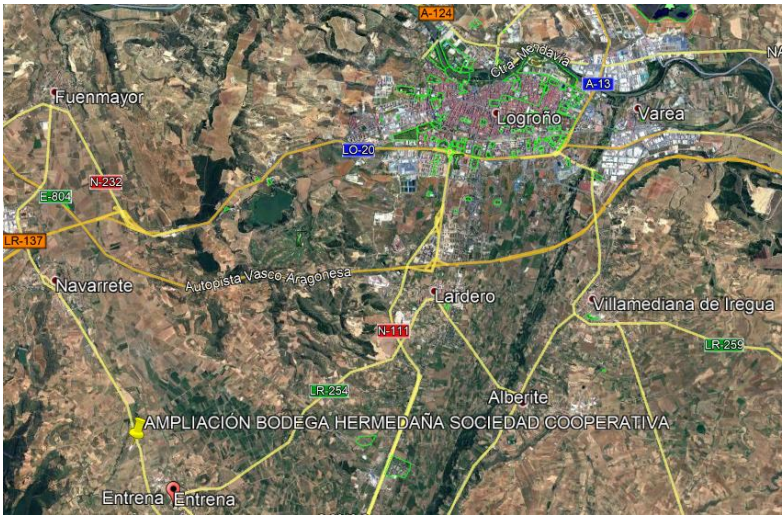 A-124
Ctra-Mendavia
NA
A-13
Fuenmayor
Logroño
Varea
LO-20
N-232
E-804
LR-137
Autopista Vasco-Aragonesa
Navarrete
Lardero
Villamediana de Iregua
N-111
LR-259
LR-254
Alberite
AMPLIACIÓN BODEGA HERMEDAÑA SOCIEDAD COOPERATIVA
Entrena Entrena